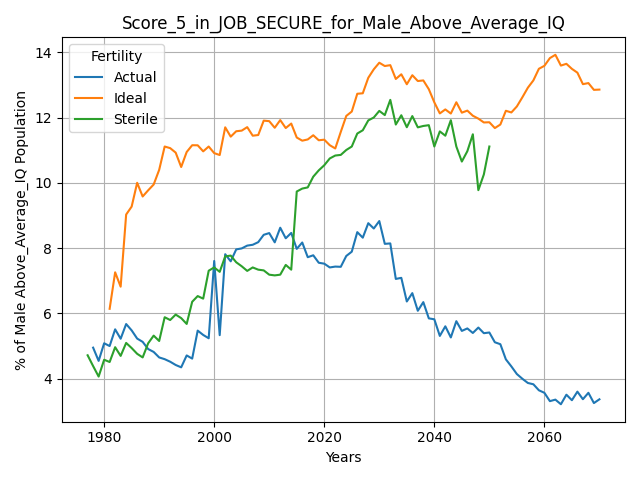 Score_5_in_JOB_SECURE_for_Male_Above_Average_IQ
Fertility
Actual
Ideal
Sterile
% of Male Above_Average_IQ Population
14
12
10
8
6
4
1980
2000
2020
2040
2060
Years